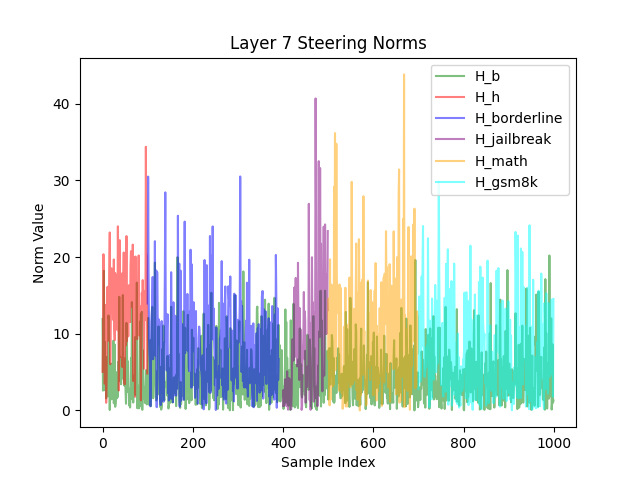 Layer 7 Steering Norms
Norm Value
40
30
20
10
0
0
200
400
600
800
1000
Sample Index
H_b
H_h
H_borderline
H_jailbreak
H_math
H_gsm8k